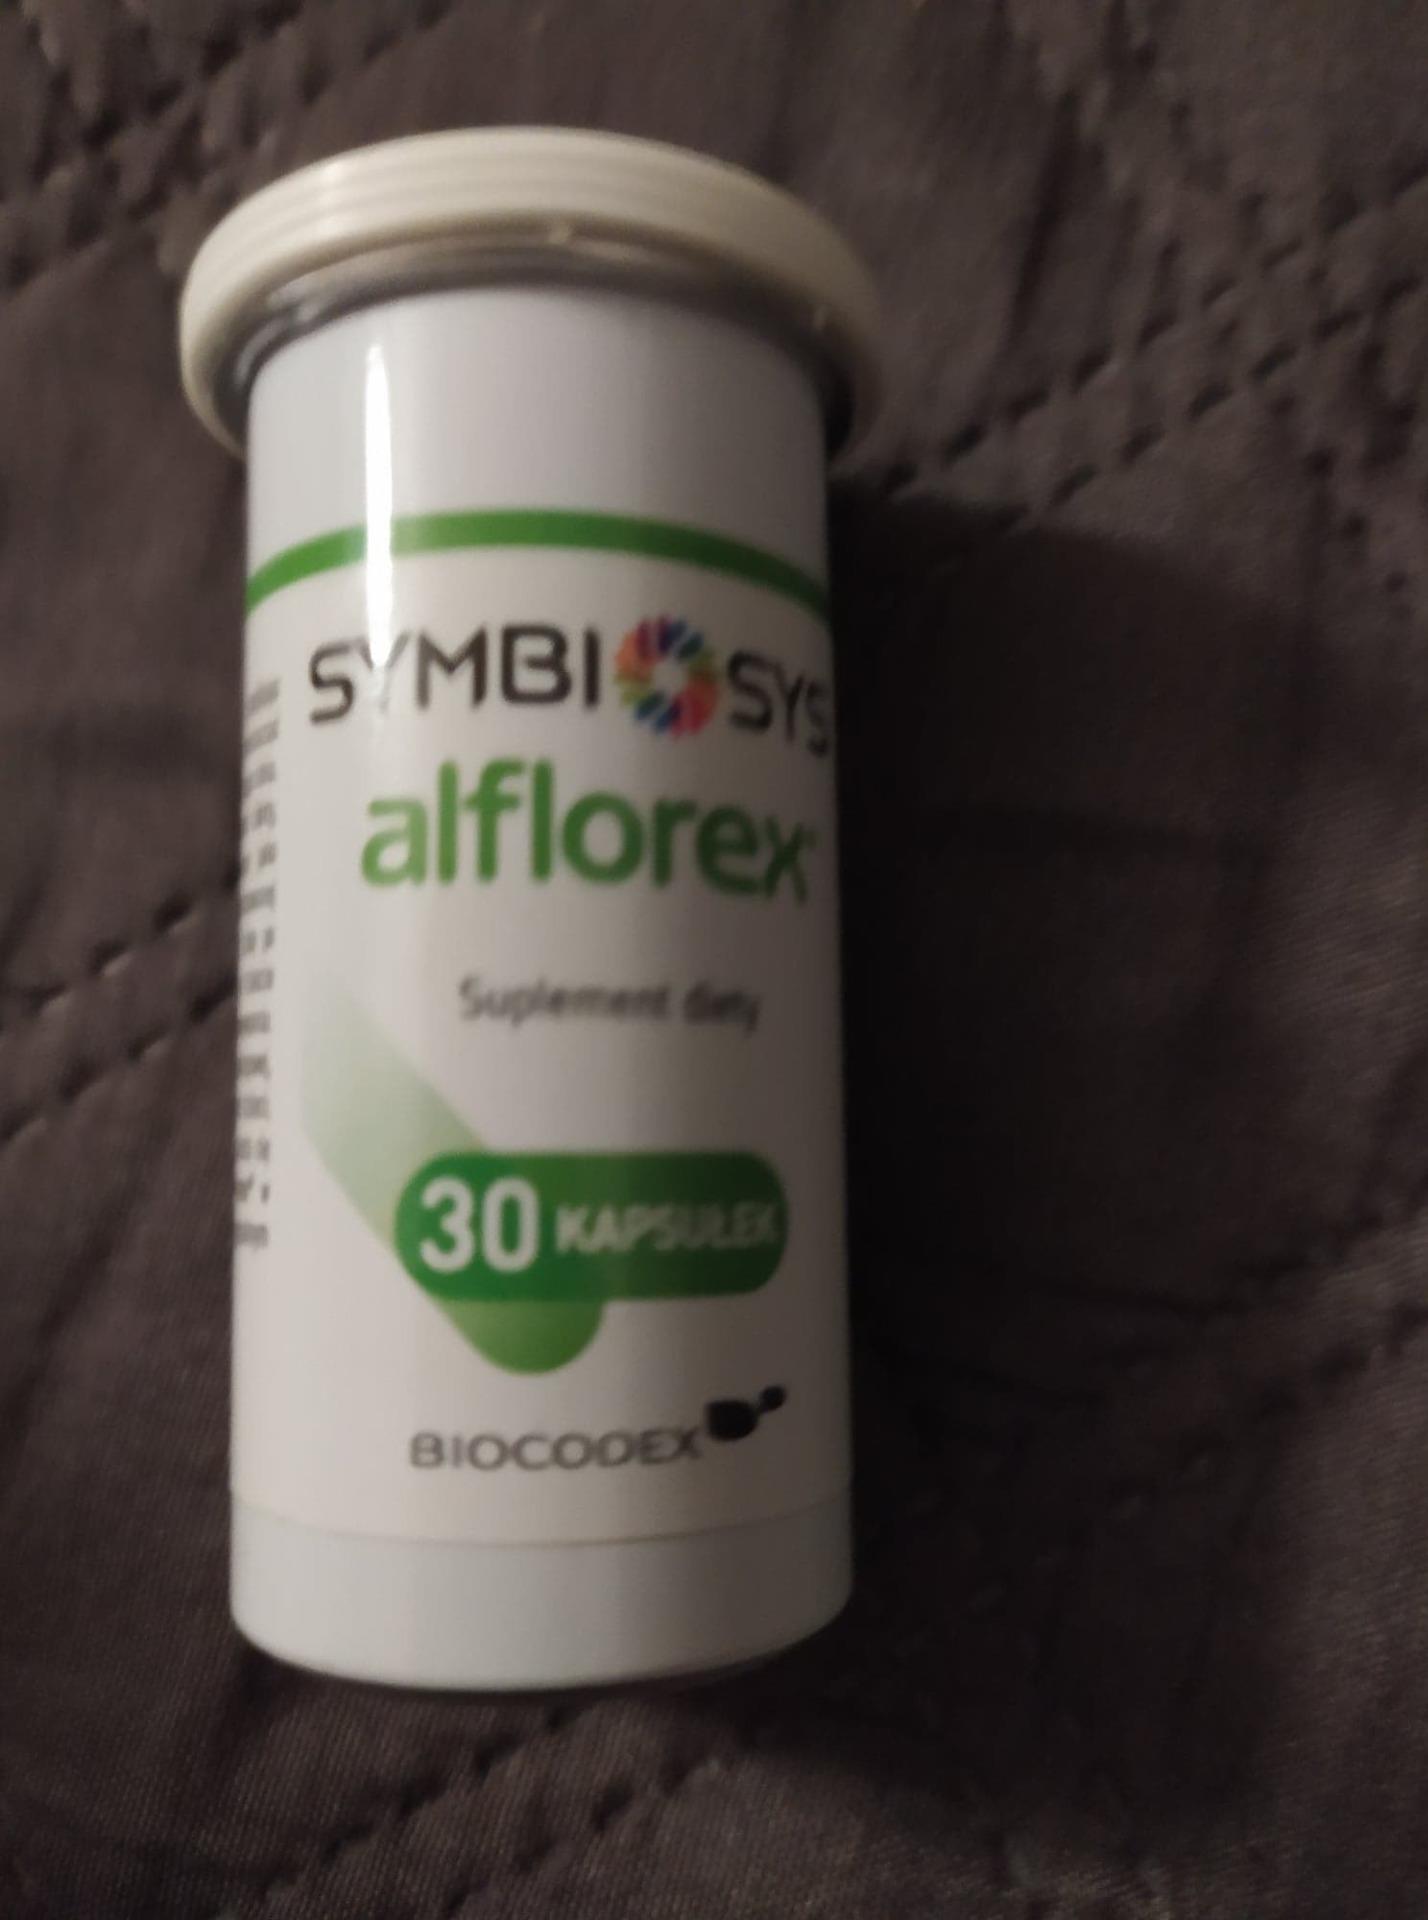 SYMBIOSYS
alflorex
Suplement diety
30 KAPSUŁEK
BIOCODEX